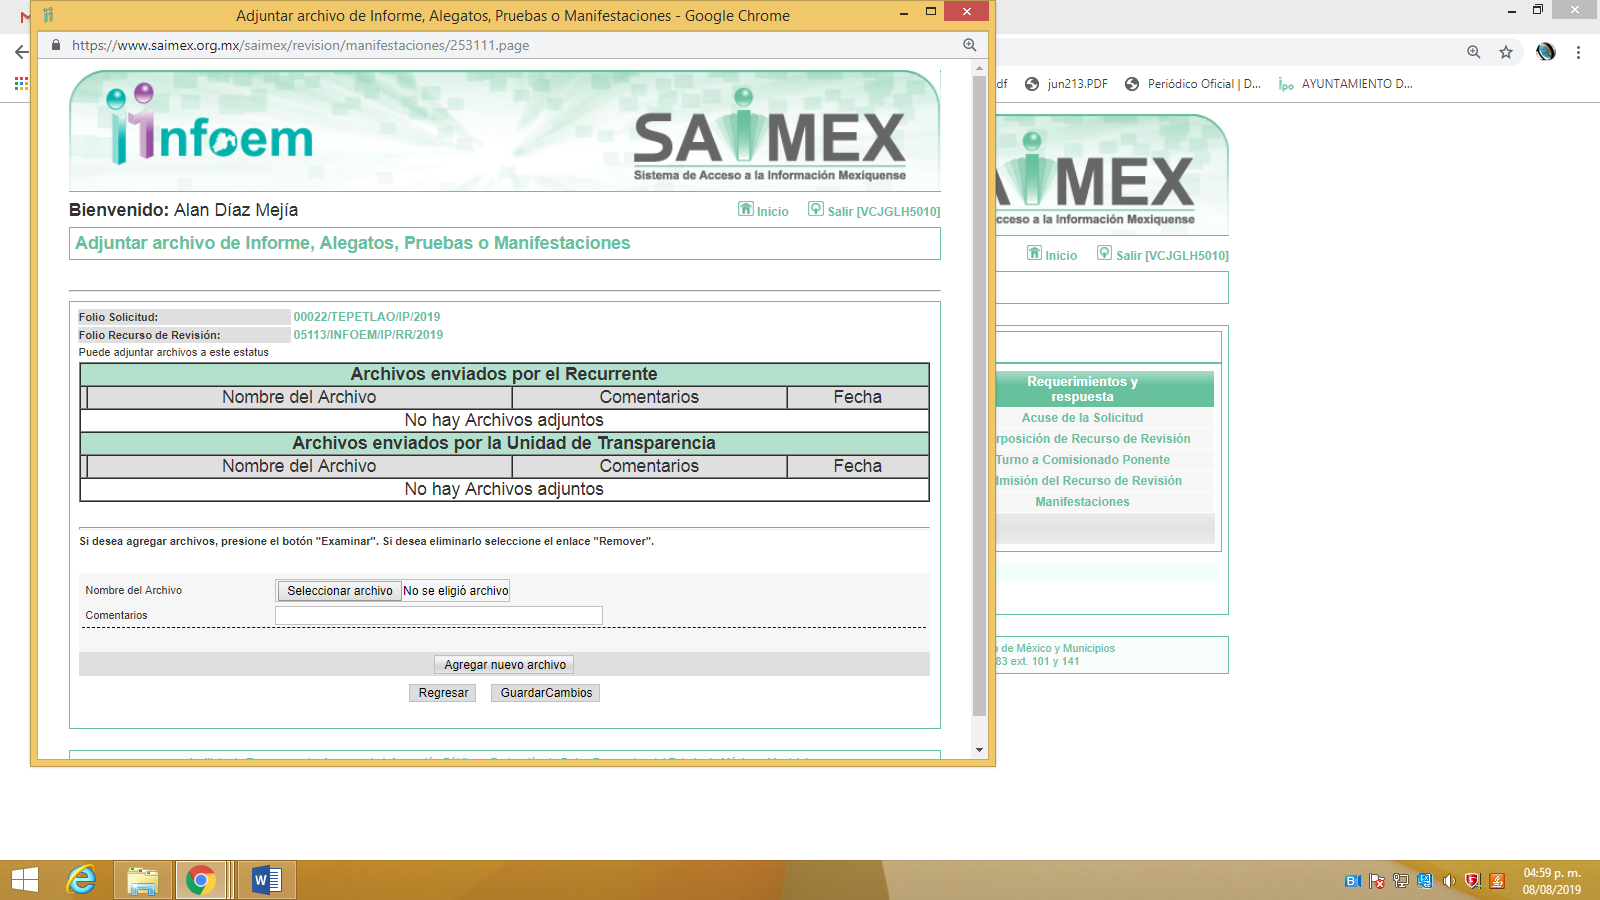 Adjuntar archivo de Informe, Alegatos, Pruebas o Manifestaciones - Google Chrome
https://www.saimex.org.mx/saimex/revision/manifestaciones/253111.page
infoem
SAIMEX
Sistema de Acceso a la Información Mexiquense
Bienvenido: Alan Díaz Mejía
Inicio Salir [VCJGLH5010]
Adjuntar archivo de Informe, Alegatos, Pruebas o Manifestaciones
Folio Solicitud: 00022/TEPETLAO/IP/2019
Folio Recurso de Revisión: 05113/INFOEM/IP/RR/2019
Puede adjuntar archivos a este estatus
Archivos enviados por el Recurrente
Nombre del Archivo Comentarios Fecha
No hay Archivos adjuntos
Archivos enviados por la Unidad de Transparencia
Nombre del Archivo Comentarios Fecha
No hay Archivos adjuntos
Si desea agregar archivos, presione el botón "Examinar". Si desea eliminarlo seleccione el enlace "Remover".
Nombre del Archivo Seleccionar archivo No se eligió archivo
Comentarios
Agregar nuevo archivo
Regresar GuardarCambios
df jun213.PDF Periódico Oficial | D... ipo AYUNTAMIENTO D...
IMEX
cceso a la Información Mexiquense
Inicio Salir [VCJGLH5010]
Requerimientos y
respuesta
Acuse de la Solicitud
rposición de Recurso de Revisión
Turno a Comisionado Ponente
dmisión del Recurso de Revisión
Manifestaciones
o de México y Municipios
83 ext. 101 y 141
04:59 p. m.
08/08/2019